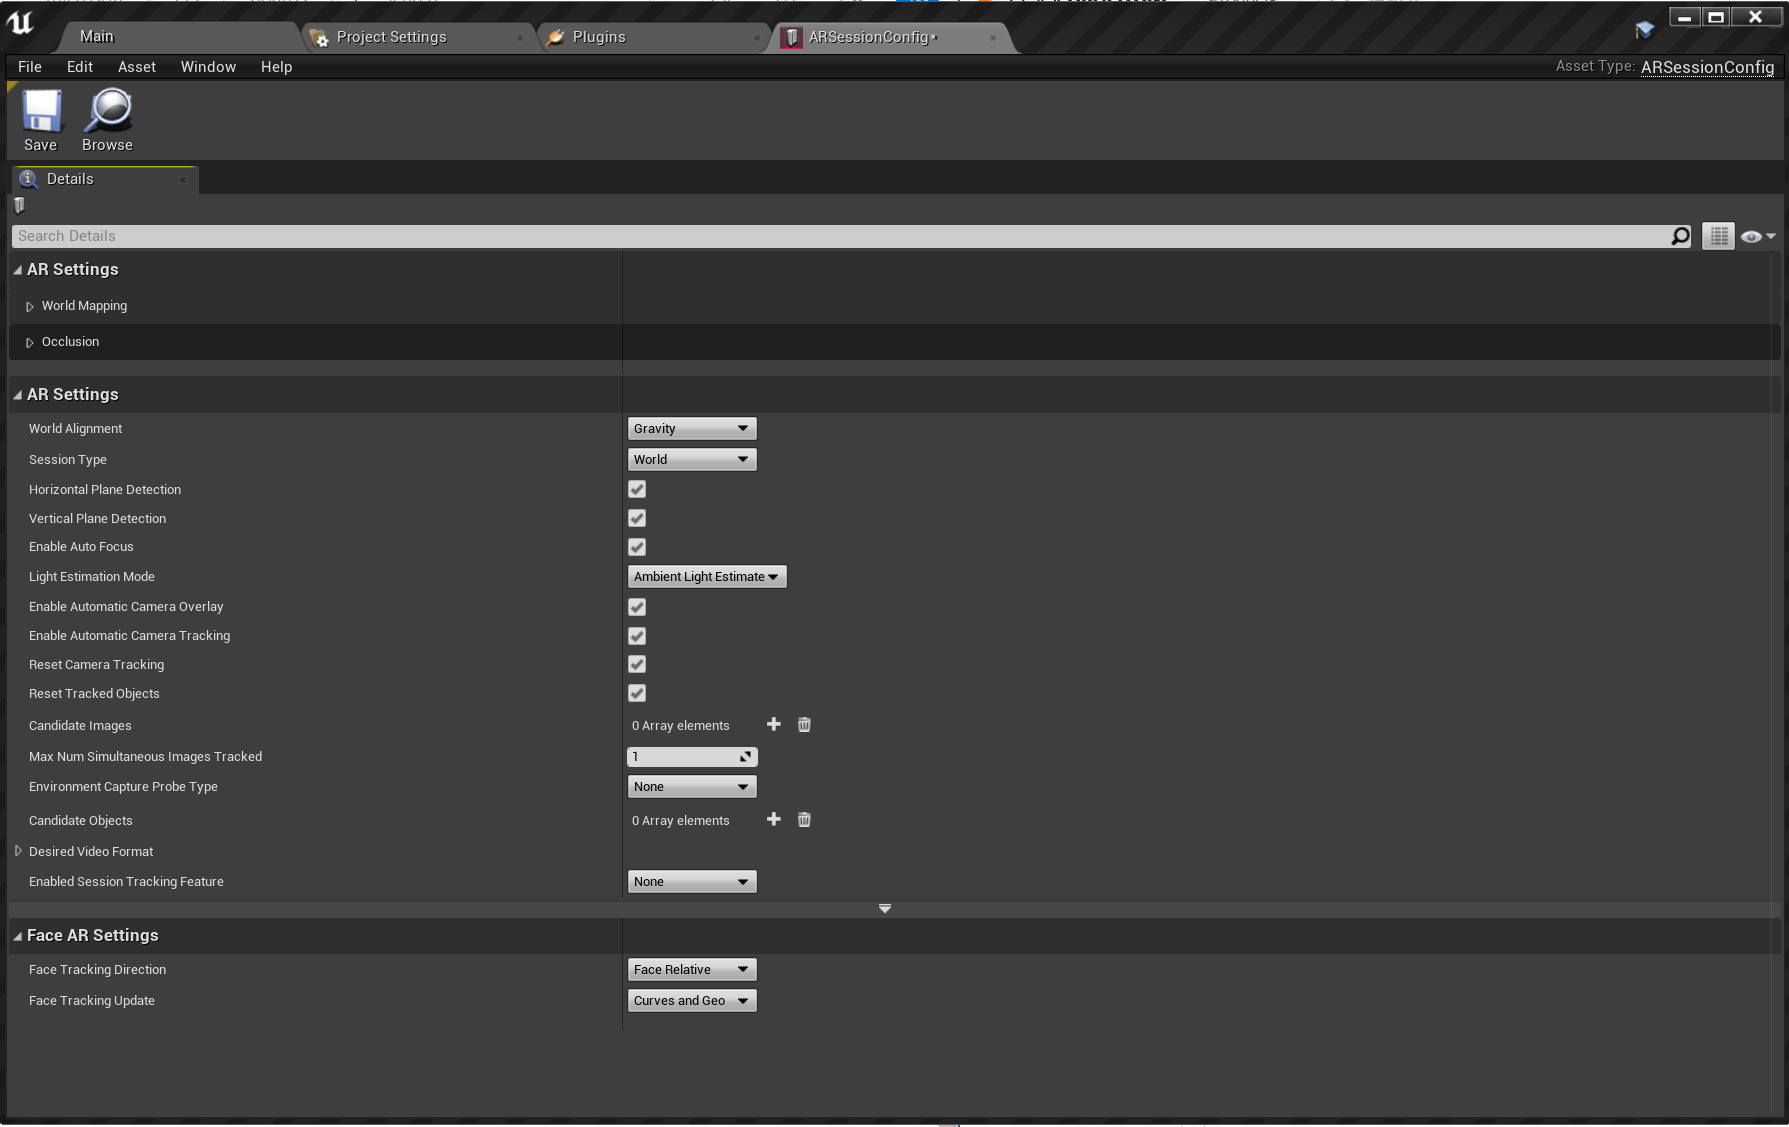 Main
Project Settings
Plugins
ARSessionConfig*
File Edit Asset Window Help
Asset Type: ARSessionConfig
Save Browse
Details
Search Details
AR Settings
World Mapping
Occlusion
AR Settings
World Alignment Gravity
Session Type World
Horizontal Plane Detection
Vertical Plane Detection
Enable Auto Focus
Light Estimation Mode Ambient Light Estimate
Enable Automatic Camera Overlay
Enable Automatic Camera Tracking
Reset Camera Tracking
Reset Tracked Objects
Candidate Images 0 Array elements
Max Num Simultaneous Images Tracked 1
Environment Capture Probe Type None
Candidate Objects 0 Array elements
Desired Video Format
Enabled Session Tracking Feature None
Face AR Settings
Face Tracking Direction Face Relative
Face Tracking Update Curves and Geo